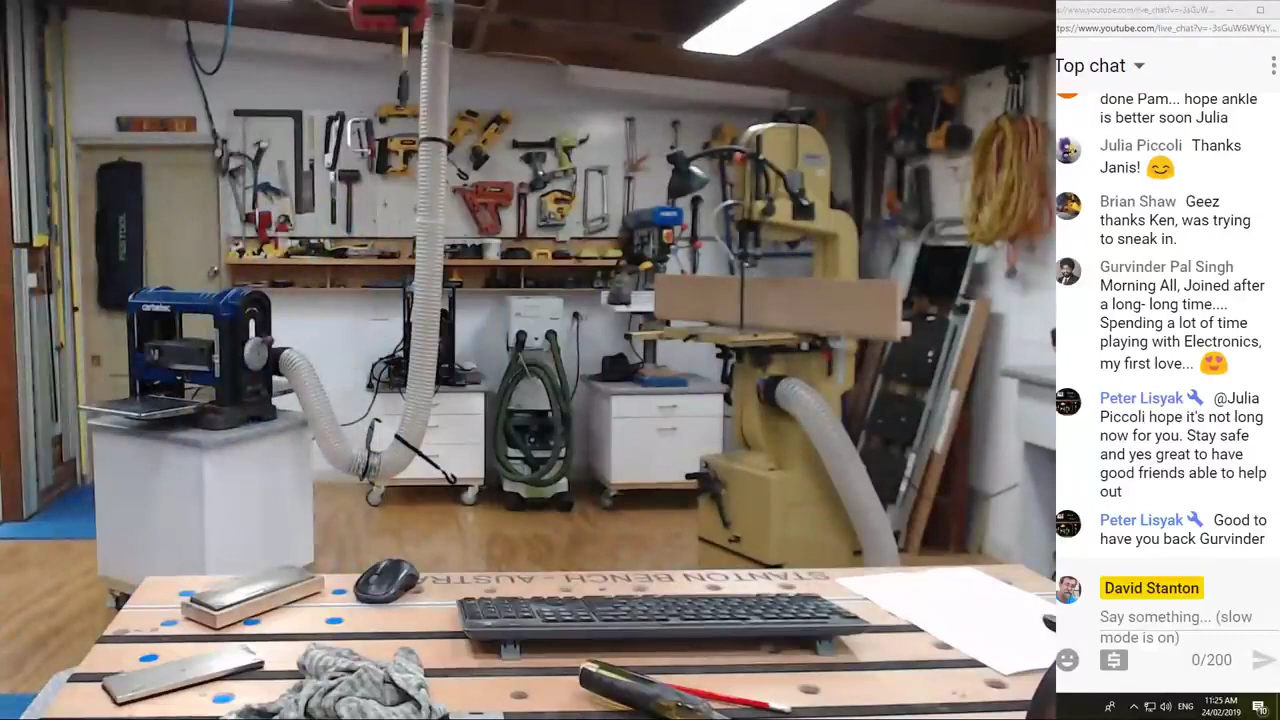 https://www.youtube.com/live_chat?v=-3sGuW6WYqY...
Top chat
done Pam... hope ankle
is better soon Julia
Julia Piccoli Thanks
Janis! 😊
Brian Shaw Geez
thanks Ken, was trying
to sneak in.
Gurvinder Pal Singh
Morning All, Joined after
a long- long time....
Spending a lot of time
playing with Electronics,
my first love... 😍
Peter Lisyak @Julia
Piccoli hope it's not long
now for you. Stay safe
and yes great to have
good friends able to help
out
Peter Lisyak Good to
have you back Gurvinder
David Stanton
Say something... (slow
mode is on)
0/200
ENG
11:25 AM
24/02/2019
FESTOOL
carbatec
STANTON BENCH - AUSTRA